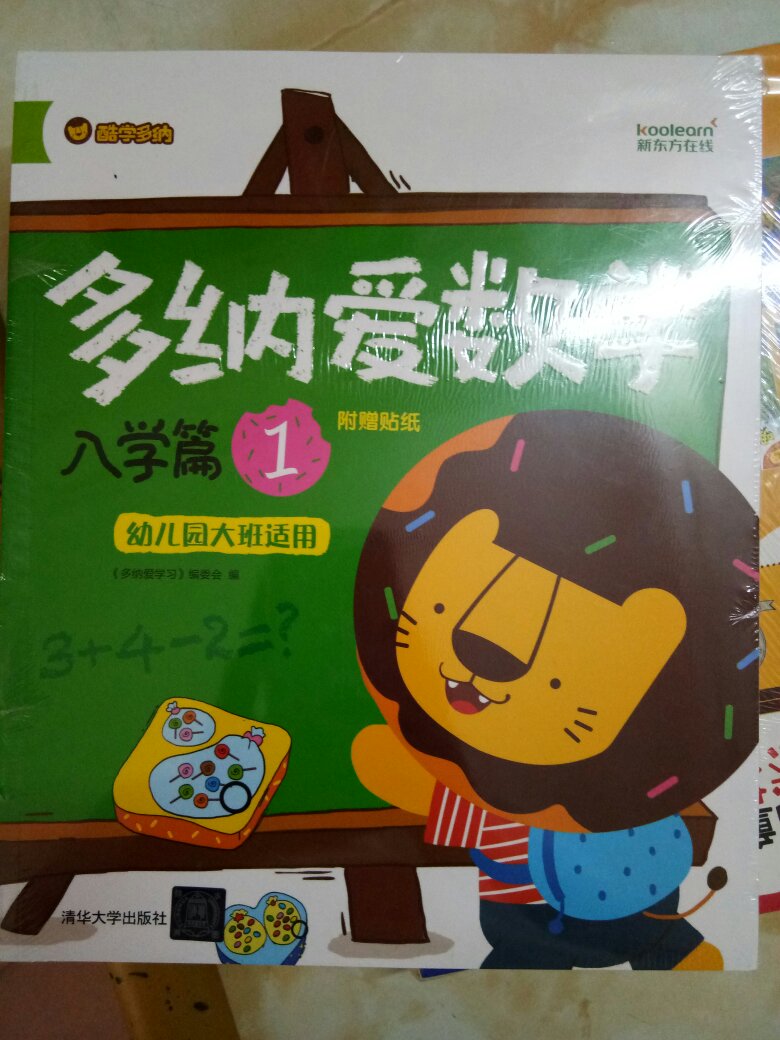 酷学多纳
koolearn
新东方在线
多纳爱数学
入学篇 1
附赠贴纸
幼儿园大班适用
《多纳爱学习》编委会 编
3+4-2=?
清华大学出版社